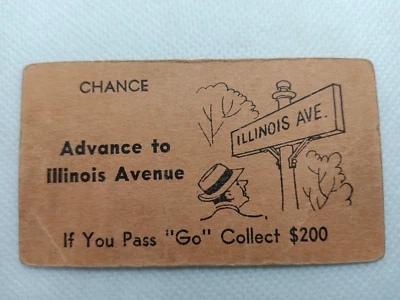 CHANCE
ILLINOIS AVE.
Advance to
Illinois Avenue
If You Pass "Go" Collect $200